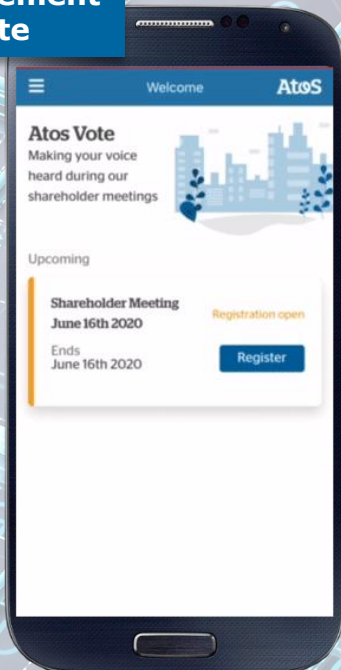 ement
te
Welcome
AtoS
Atos Vote
Making your voice
heard during our
shareholder meetings
Upcoming
Shareholder Meeting
June 16th 2020
Registration open
Ends
June 16th 2020
Register